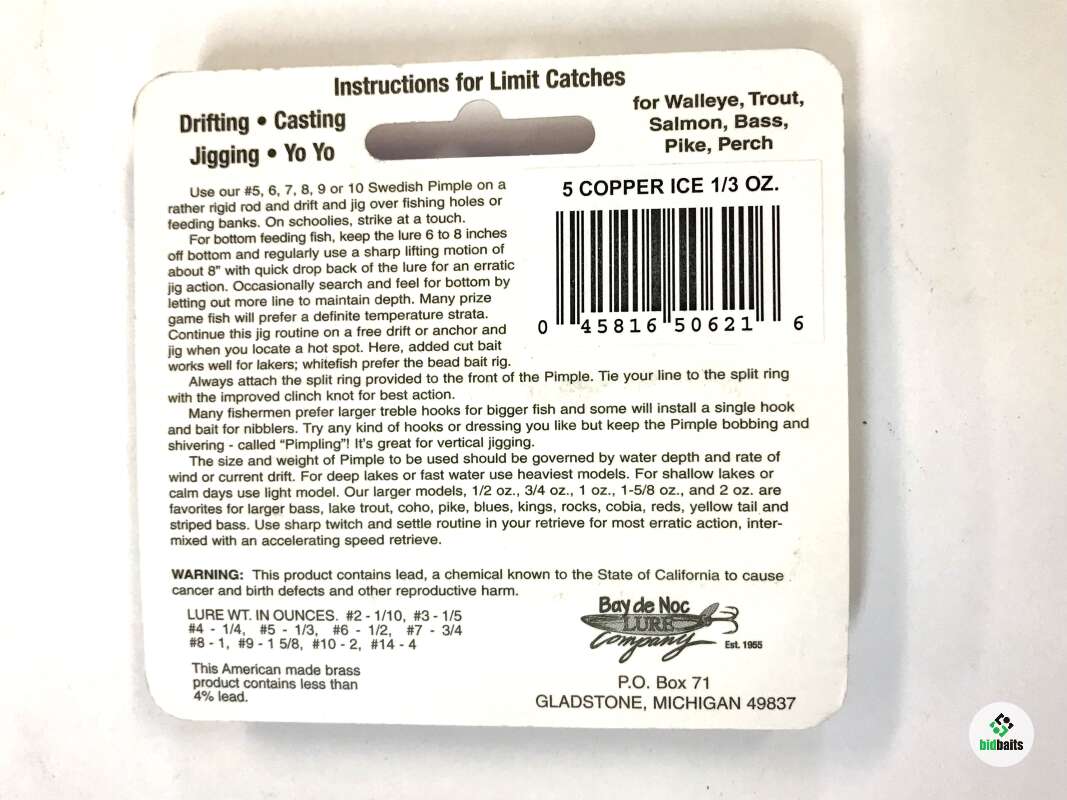 Instructions for Limit Catches
Drifting • Casting
Jigging • Yo Yo
for Walleye, Trout,
Salmon, Bass,
Pike, Perch
Use our #5, 6, 7, 8, 9 or 10 Swedish Pimple on a
rather rigid rod and drift and jig over fishing holes or
feeding banks. On schoolies, strike at a touch.
For bottom feeding fish, keep the lure 6 to 8 inches
off bottom and regularly use a sharp lifting motion of
about 8" with quick drop back of the lure for an erratic
jig action. Occasionally search and feel for bottom by
letting out more line to maintain depth. Many prize
game fish will prefer a definite temperature strata.
Continue this jig routine on a free drift or anchor and
jig when you locate a hot spot. Here, added cut bait
works well for lakers; whitefish prefer the bead bait rig.
5 COPPER ICE 1/3 OZ.
0 45816 50621 6
Always attach the split ring provided to the front of the Pimple. Tie your line to the split ring
with the improved clinch knot for best action.
Many fishermen prefer larger treble hooks for bigger fish and some will install a single hook
and bait for nibblers. Try any kind of hooks or dressing you like but keep the Pimple bobbing and
shivering - called "Pimpling"! It's great for vertical jigging.
The size and weight of Pimple to be used should be governed by water depth and rate of
wind or current drift. For deep lakes or fast water use heaviest models. For shallow lakes or
calm days use light model. Our larger models, 1/2 oz., 3/4 oz., 1 oz., 1-5/8 oz., and 2 oz. are
favorites for larger bass, lake trout, coho, pike, blues, kings, rocks, cobia, reds, yellow tail and
striped bass. Use sharp twitch and settle routine in your retrieve for most erratic action, inter-
mixed with an accelerating speed retrieve.
WARNING: This product contains lead, a chemical known to the State of California to cause
cancer and birth defects and other reproductive harm.
LURE WT. IN OUNCES. #2 - 1/10, #3 - 1/5
#4 - 1/4, #5 - 1/3, #6 - 1/2, #7 - 3/4
#8 - 1, #9 - 1 5/8, #10 - 2, #14 - 4
This American made brass
product contains less than
4% lead.
Bay de Noc
LURE
Company
Est. 1955
P.O. Box 71
GLADSTONE, MICHIGAN 49837
bidbaits